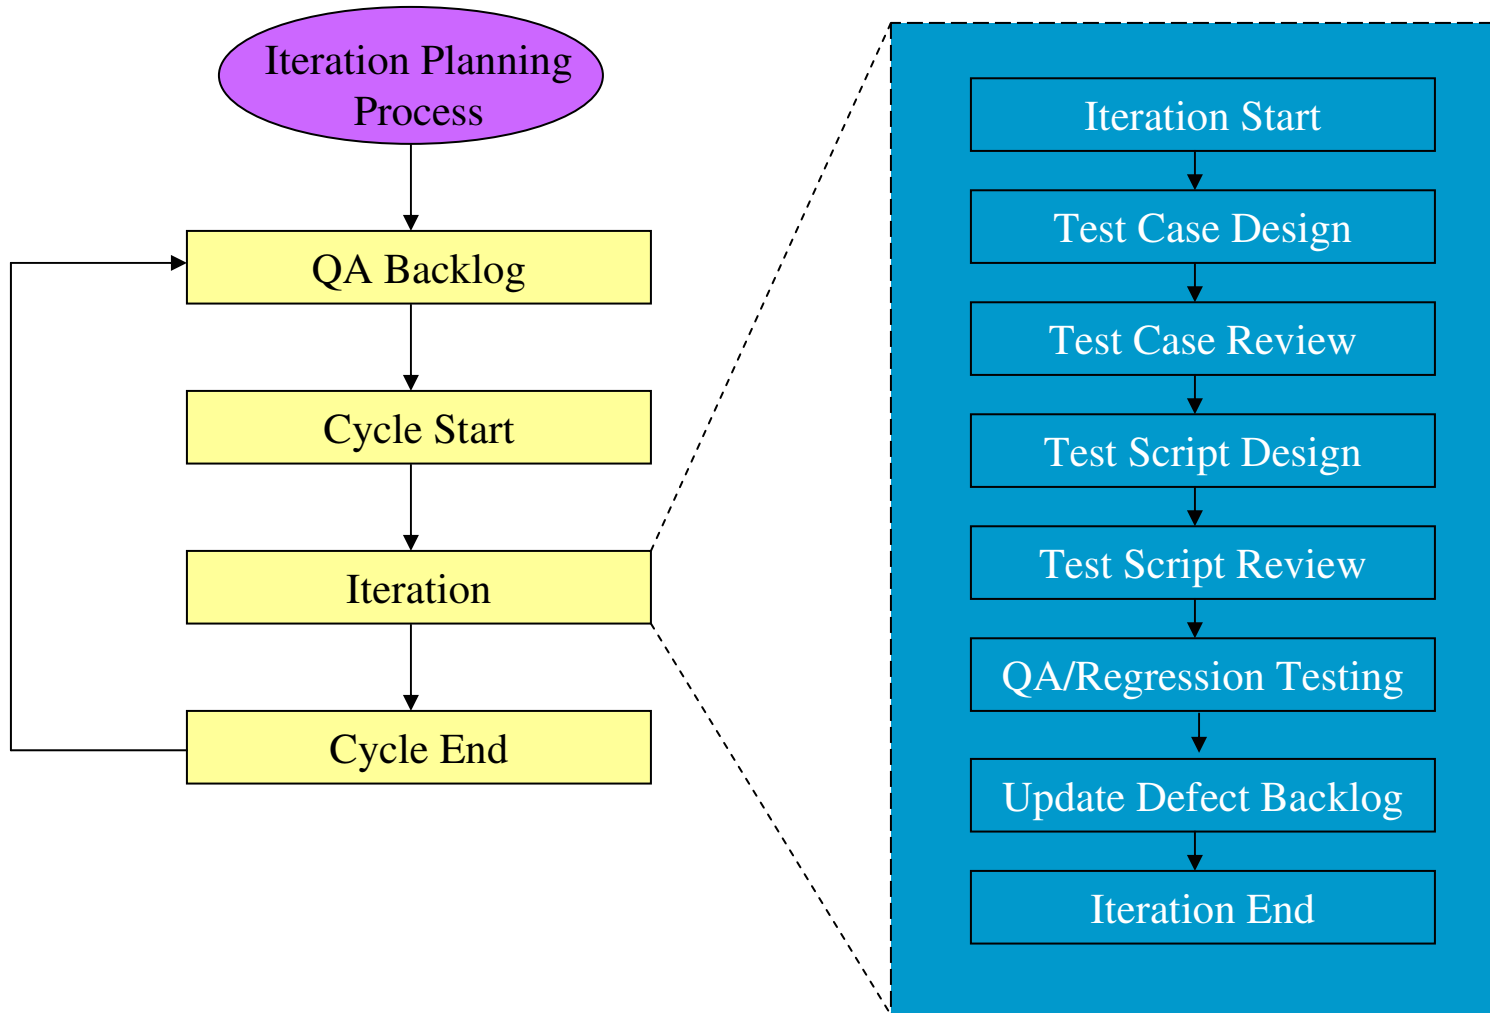 Iteration Planning
Process
QA Backlog
Cycle Start
Iteration
Cycle End
Iteration Start
Test Case Design
Test Case Review
Test Script Design
Test Script Review
QA/Regression Testing
Update Defect Backlog
Iteration End